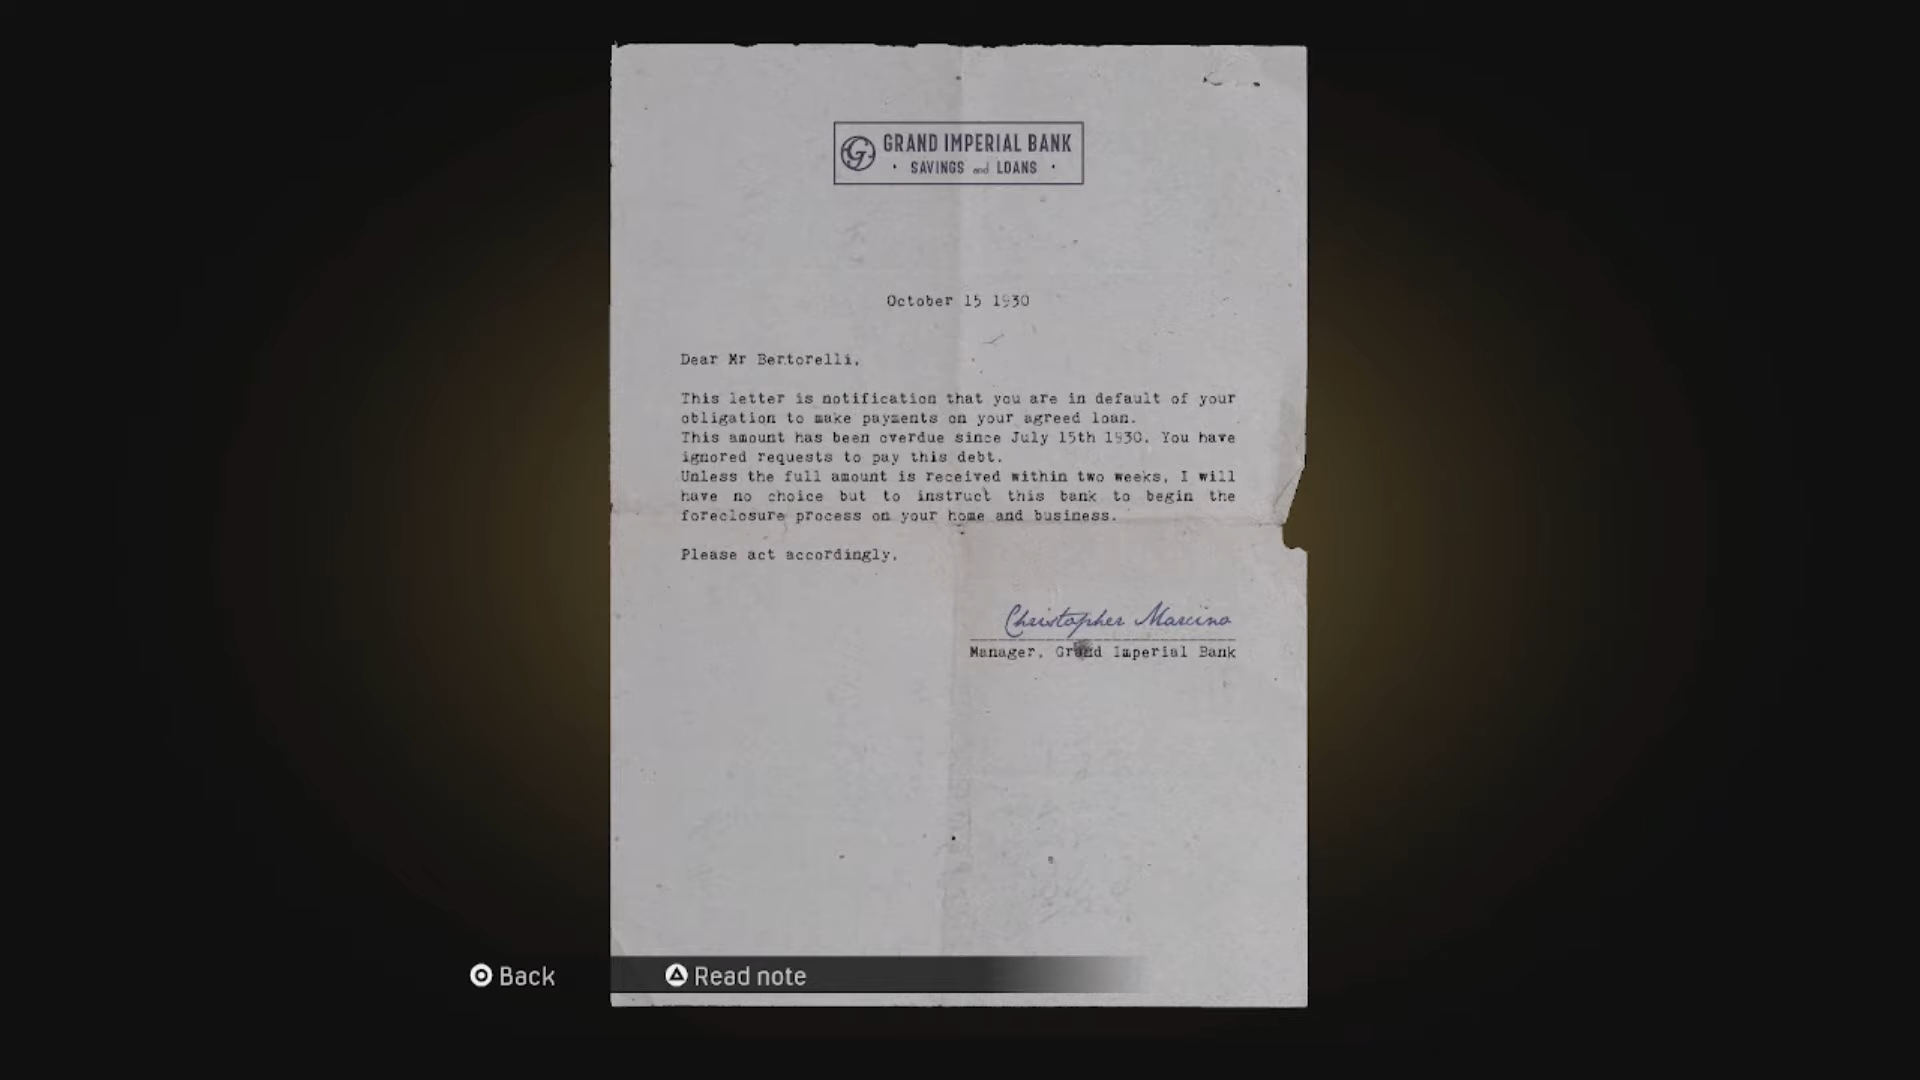 GRAND IMPERIAL BANK
· SAVINGS and LOANS ·
October 15 1930
Dear Mr Bertorelli,
This letter is notification that you are in default of your
obligation to make payments on your agreed loan.
This amount has been overdue since July 15th 1930. You have
ignored requests to pay this debt.
Unless the full amount is received within two weeks, I will
have no choice but to instruct this bank to begin the
foreclosure process on your home and business.
Please act accordingly.
Christopher Marcino
Manager, Grand Imperial Bank
Back
Read note